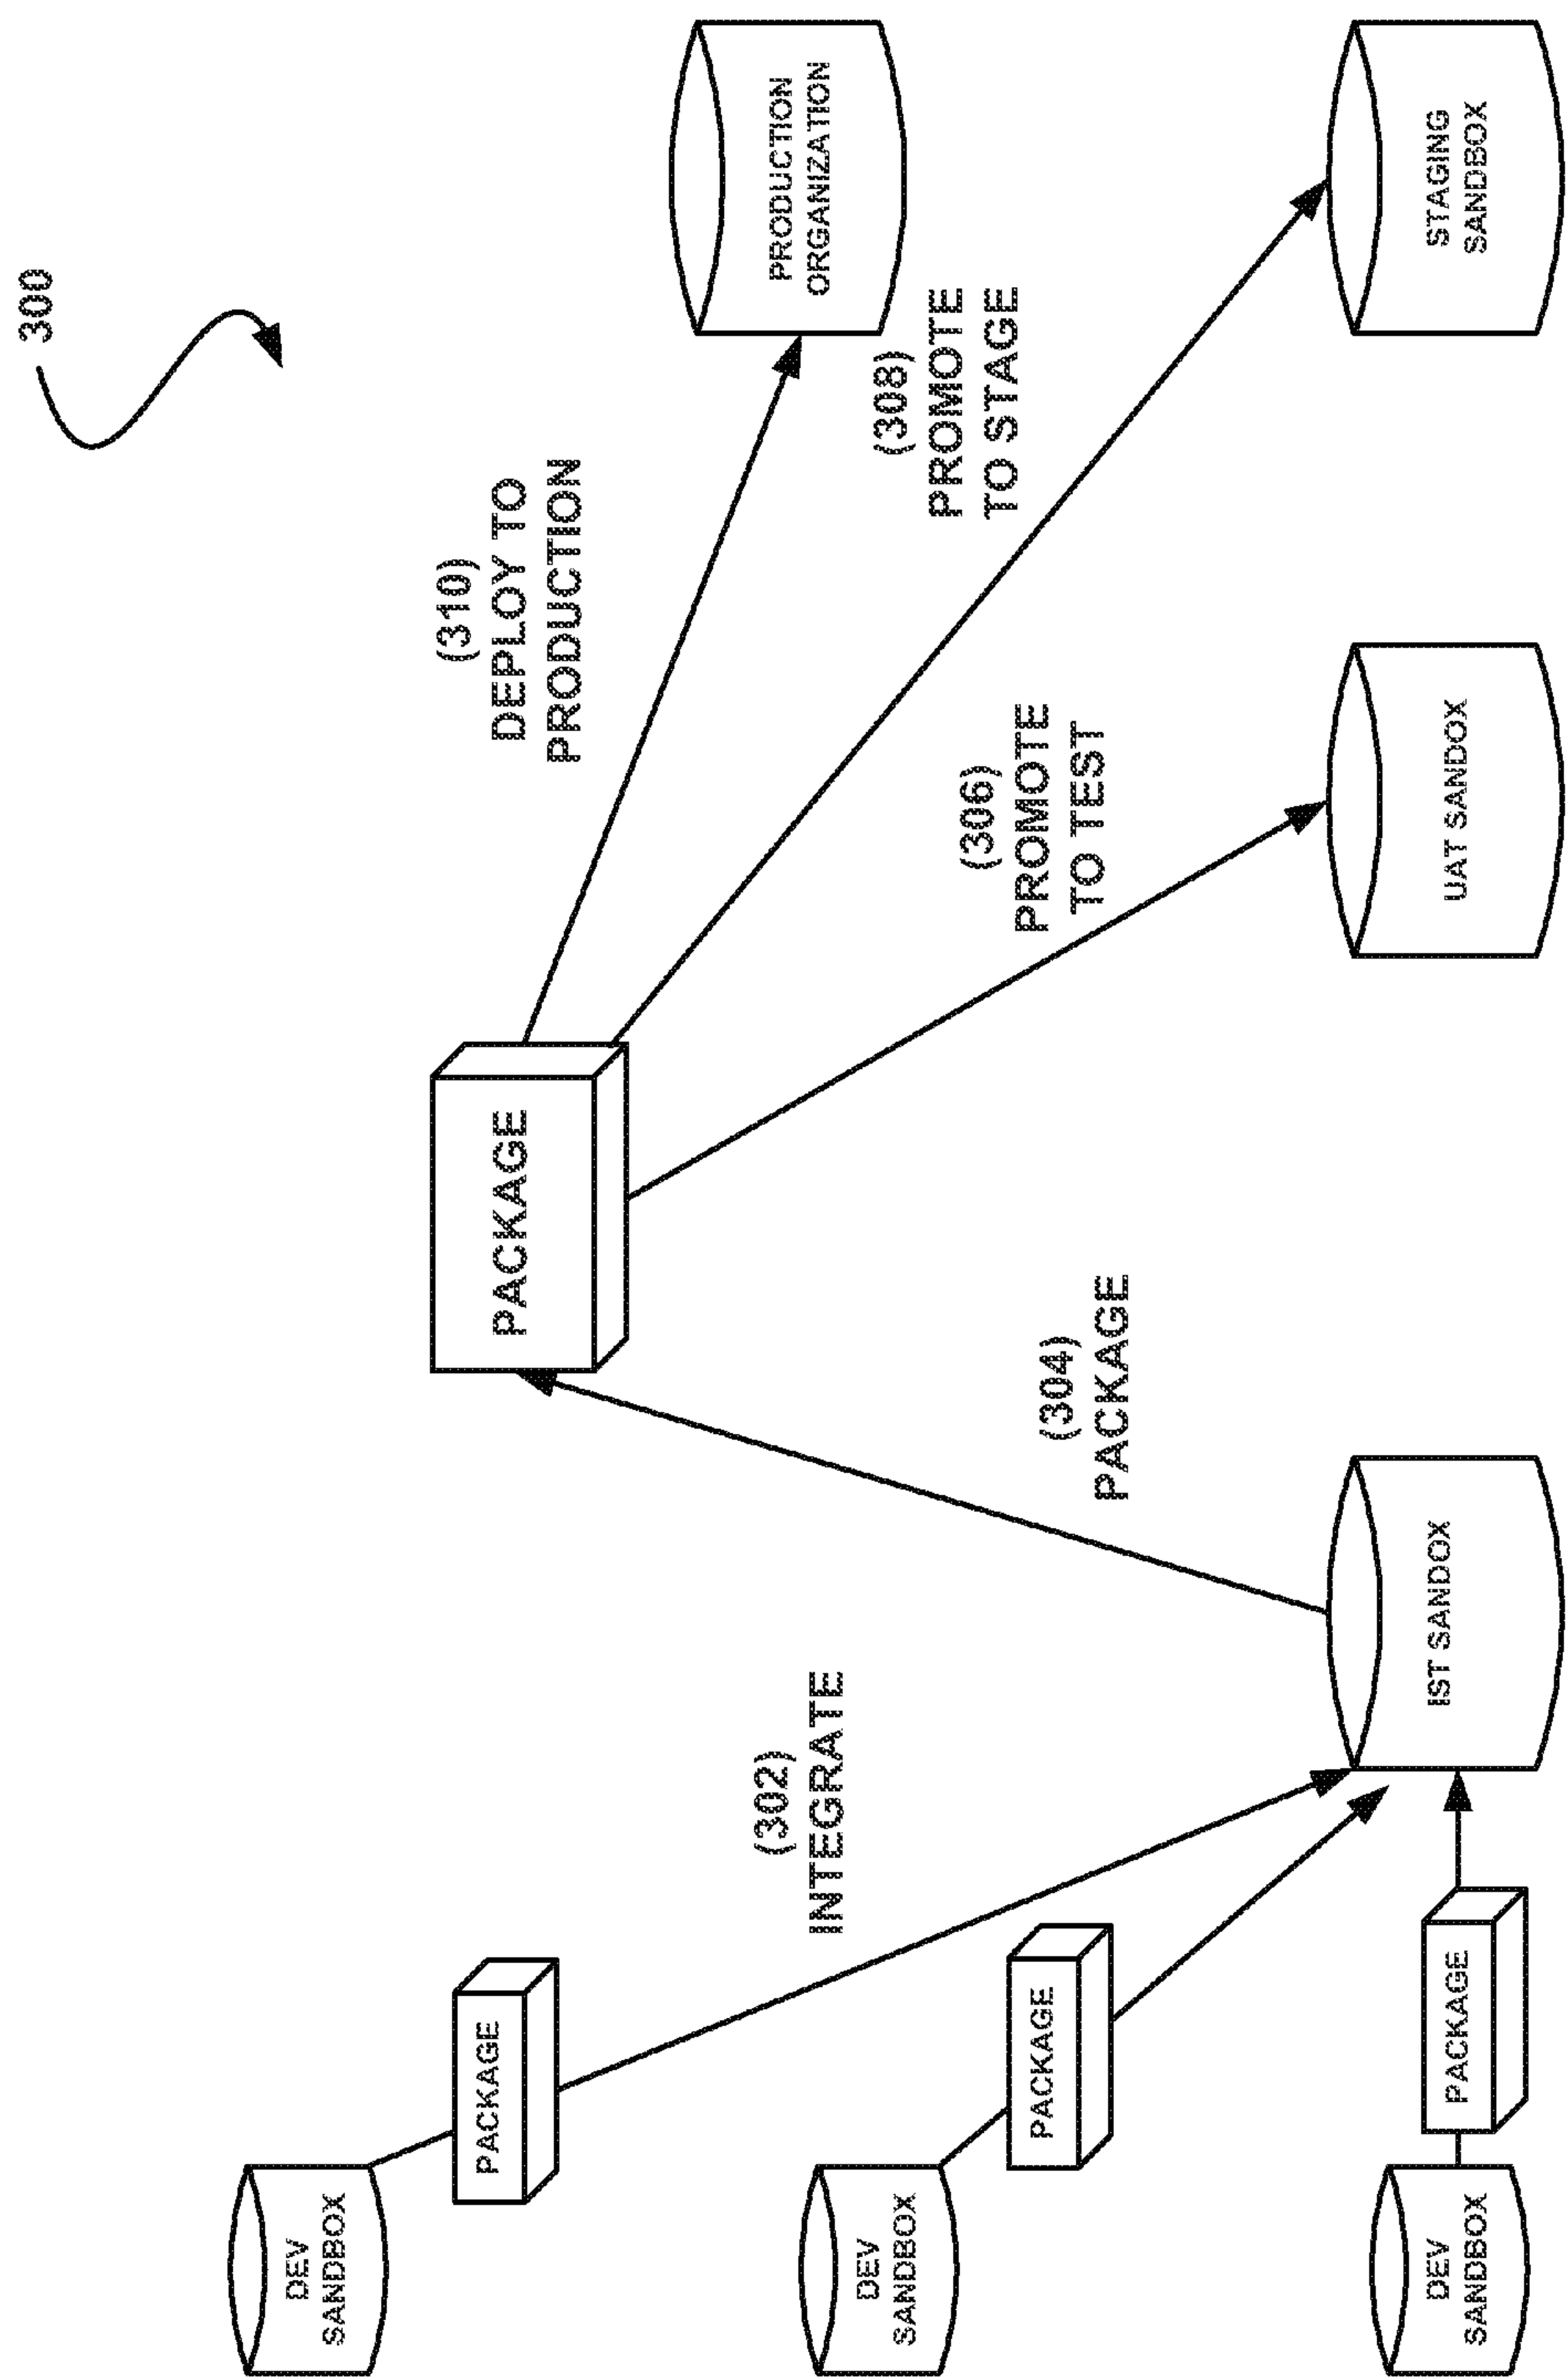 300
(310)
DEPLOY TO
PRODUCTION
PRODUCTION
ORGANIZATION
PACKAGE
(308)
PROMOTE
TO STAGE
DEV
SANDBOX
PACKAGE
(302)
INTEGRATE
(306)
PROMOTE
TO TEST
DEV
SANDBOX
PACKAGE
(304)
PACKAGE
DEV
SANDBOX
PACKAGE
IST SANDOX
UAT SANDOX
STAGING
SANDBOX